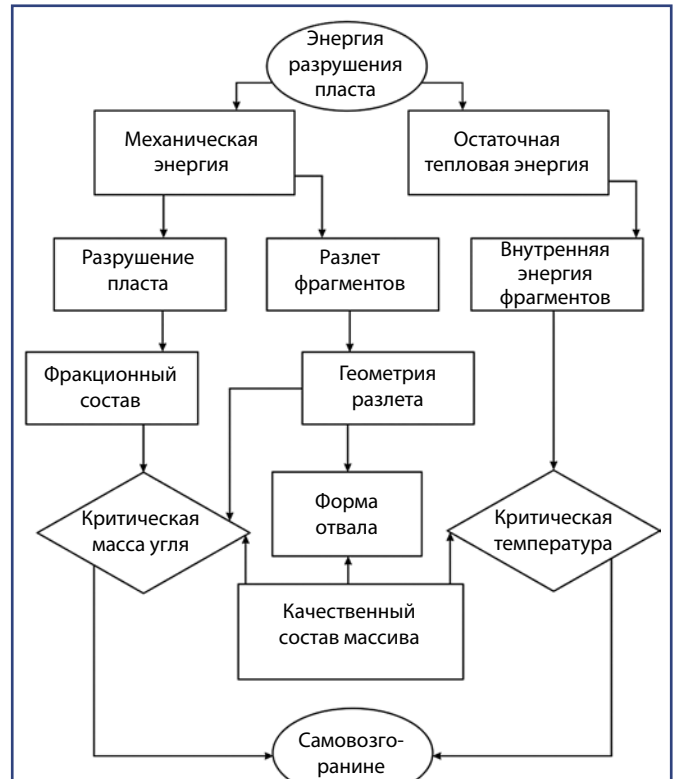 Энергия
разрушения
пласта
Механическая
энергия
Остаточная
тепловая энергия
Разрушение
пласта
Разлет
фрагментов
Внутренняя
энергия
фрагментов
Фракционный
состав
Геометрия
разлета
Критическая
масса угля
Форма
отвала
Критическая
температура
Качественный
состав массива
Самовозго-
ранине